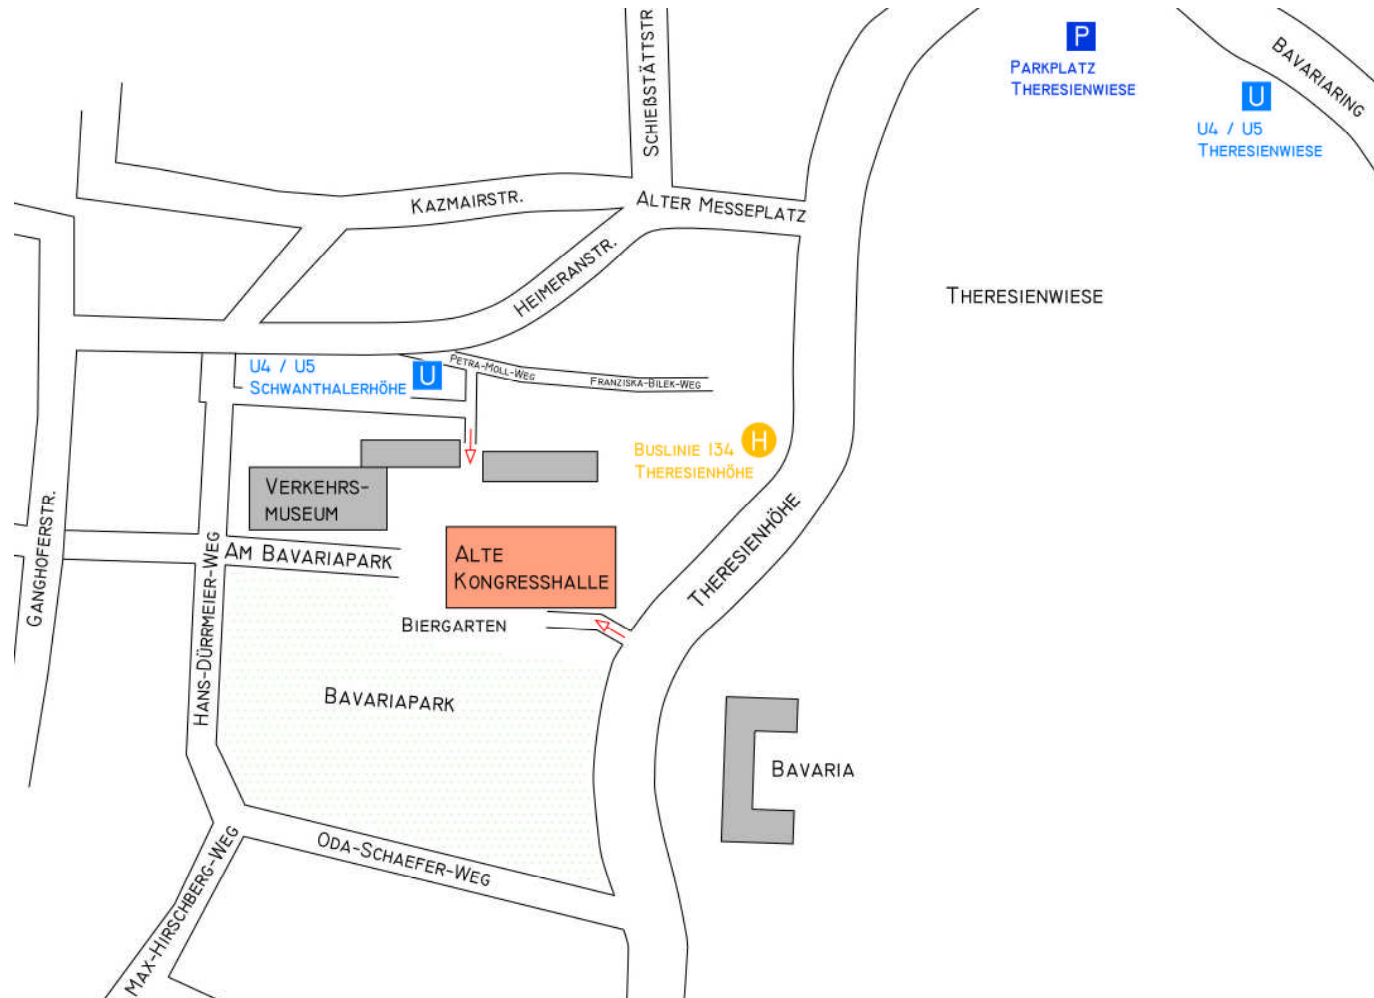 P
PARKPLATZ
THERESIENWIESE
BAVARIARING
U
U4 / U5
THERESIENWIESE
SCHIEßSTÄTTSTR
KAZMAIRSTR.
ALTER MESSEPLATZ
HEIMERANSTR.
THERESIENWIESE
U4 / U5
SCHWANTHALERHÖHE
U
PETRA-MOLL-WEG
FRANZISKA-BILEK-WEG
BUSLINIE 134
THERESIENHÖHE
H
VERKEHRS-
MUSEUM
GANGHOFERSTR.
HANS-DÜRRMEIER-WEG
AM BAVARIAPARK
ALTE
KONGRESSHALLE
THERESIENHÖHE
BIERGARTEN
BAVARIAPARK
BAVARIA
ODA-SCHAEFER-WEG
MAX-HIRSCHBERG-WEG